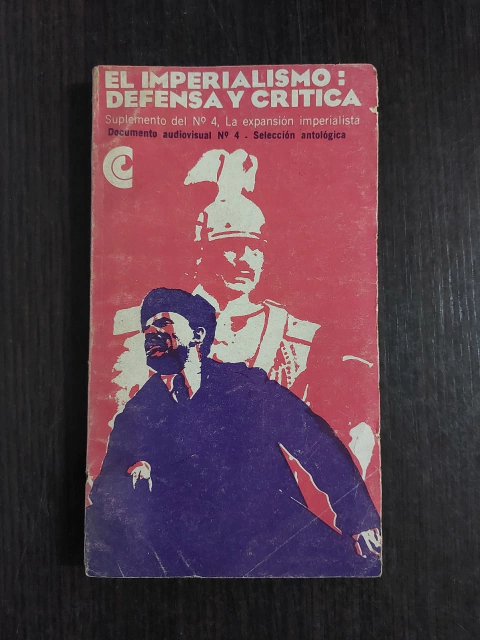 EL IMPERIALISMO:
DEFENSA Y CRITICA
Suplemento del Nº 4, La expansión imperialista
Documento audiovisual Nº 4 - Selección antológica